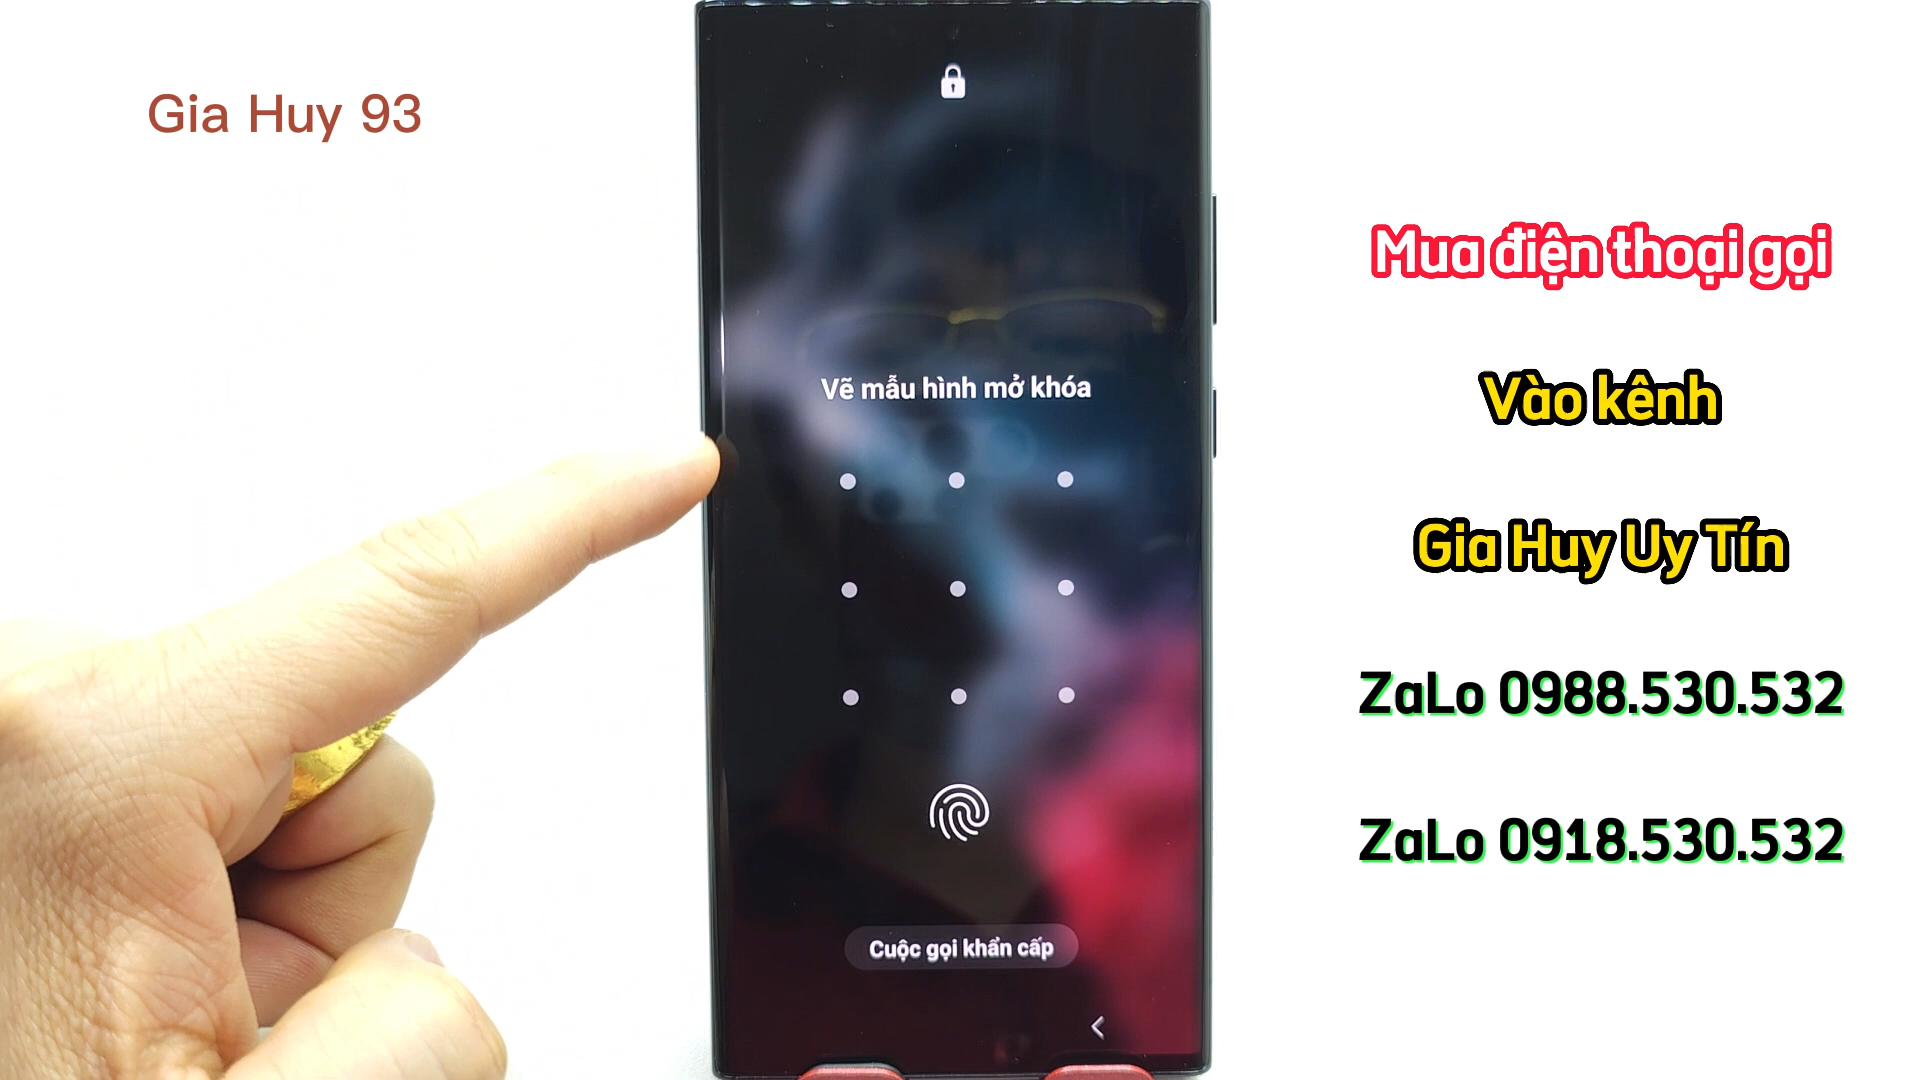 Gia Huy 93
Vẽ mẫu hình mở khóa
Cuộc gọi khẩn cấp
Mua điện thoại gọi
Vào kênh
Gia Huy Uy Tín
ZaLo 0988.530.532
ZaLo 0918.530.532